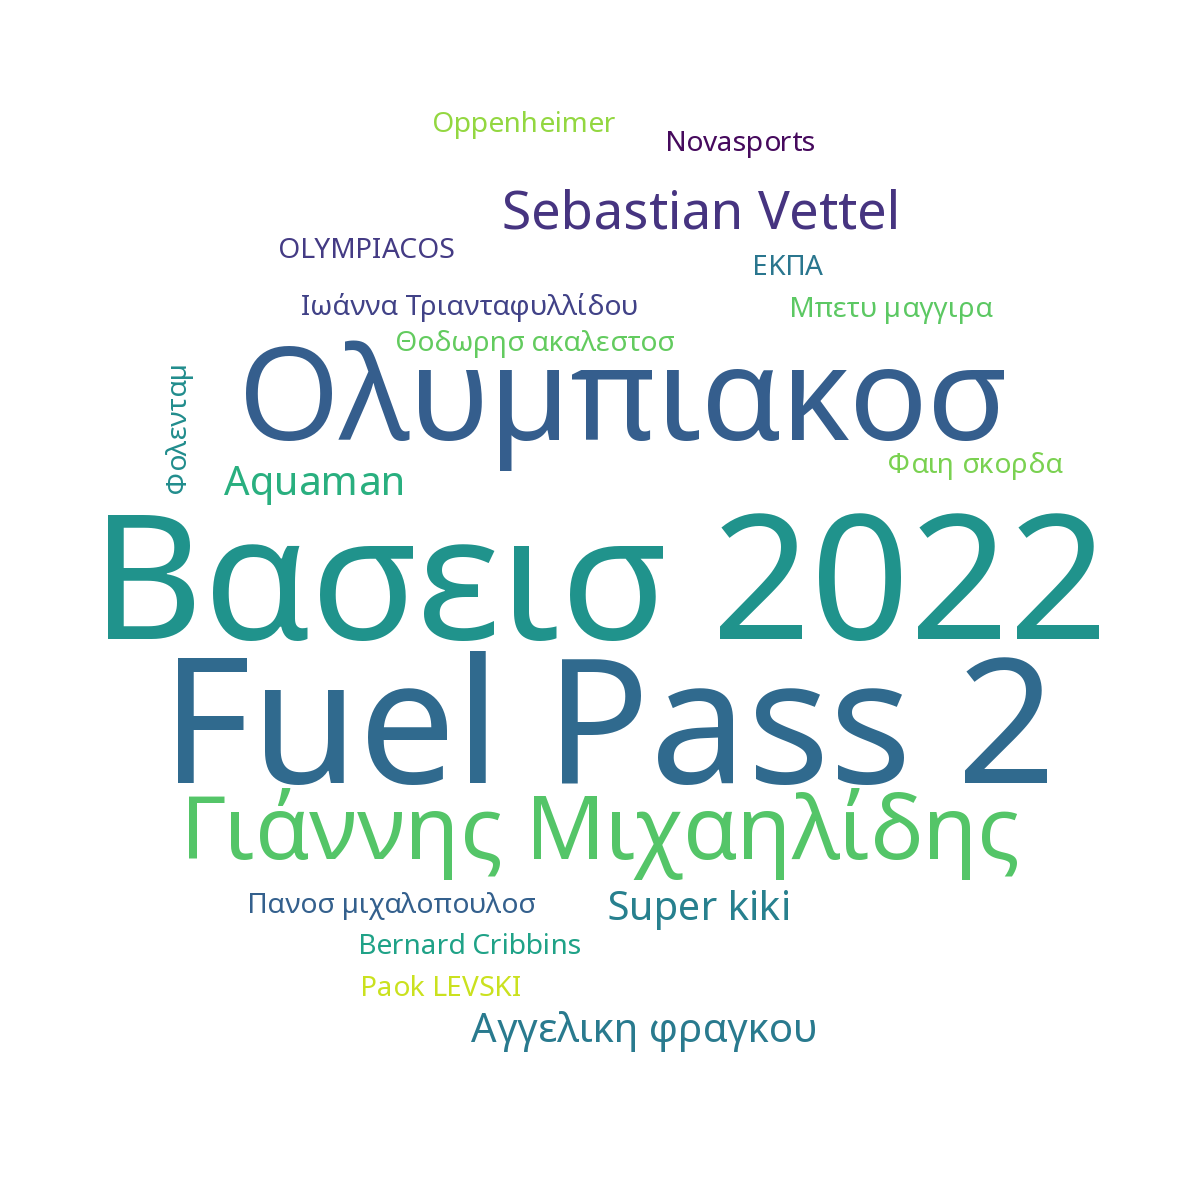 Oppenheimer
Novasports
Sebastian Vettel
OLYMPIACOS
ΕΚΠΑ
Ιωάννα Τριανταφυλλίδου
Μπετυ μαγγιρα
Θοδωρησ ακαλεστοσ
Ολυμπιακοσ
Φολενταμ
Φαιη σκορδα
Aquaman
Βασεισ 2022
Fuel Pass 2
Γιάννης Μιχαηλίδης
Πανοσ μιχαλοπουλοσ
Super kiki
Bernard Cribbins
Paok LEVSKI
Αγγελικη φραγκου